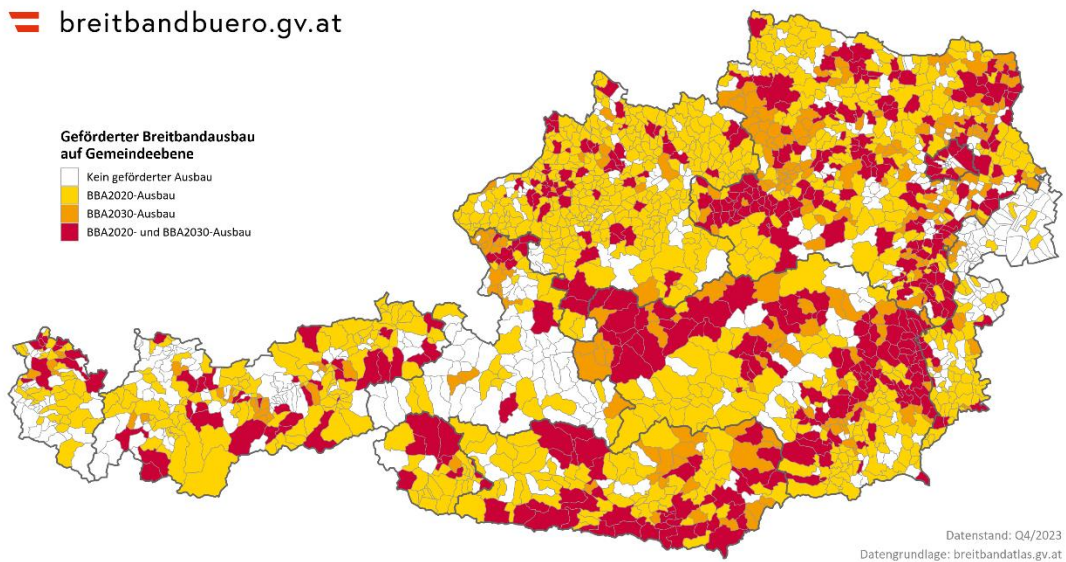 breitbandbuero.gv.at
Geförderter Breitbandausbau
auf Gemeindeebene
Kein geförderter Ausbau
BBA2020-Ausbau
BBA2030-Ausbau
BBA2020- und BBA2030-Ausbau
Datenstand: Q4/2023
Datengrundlage: breitbandatlas.gv.at